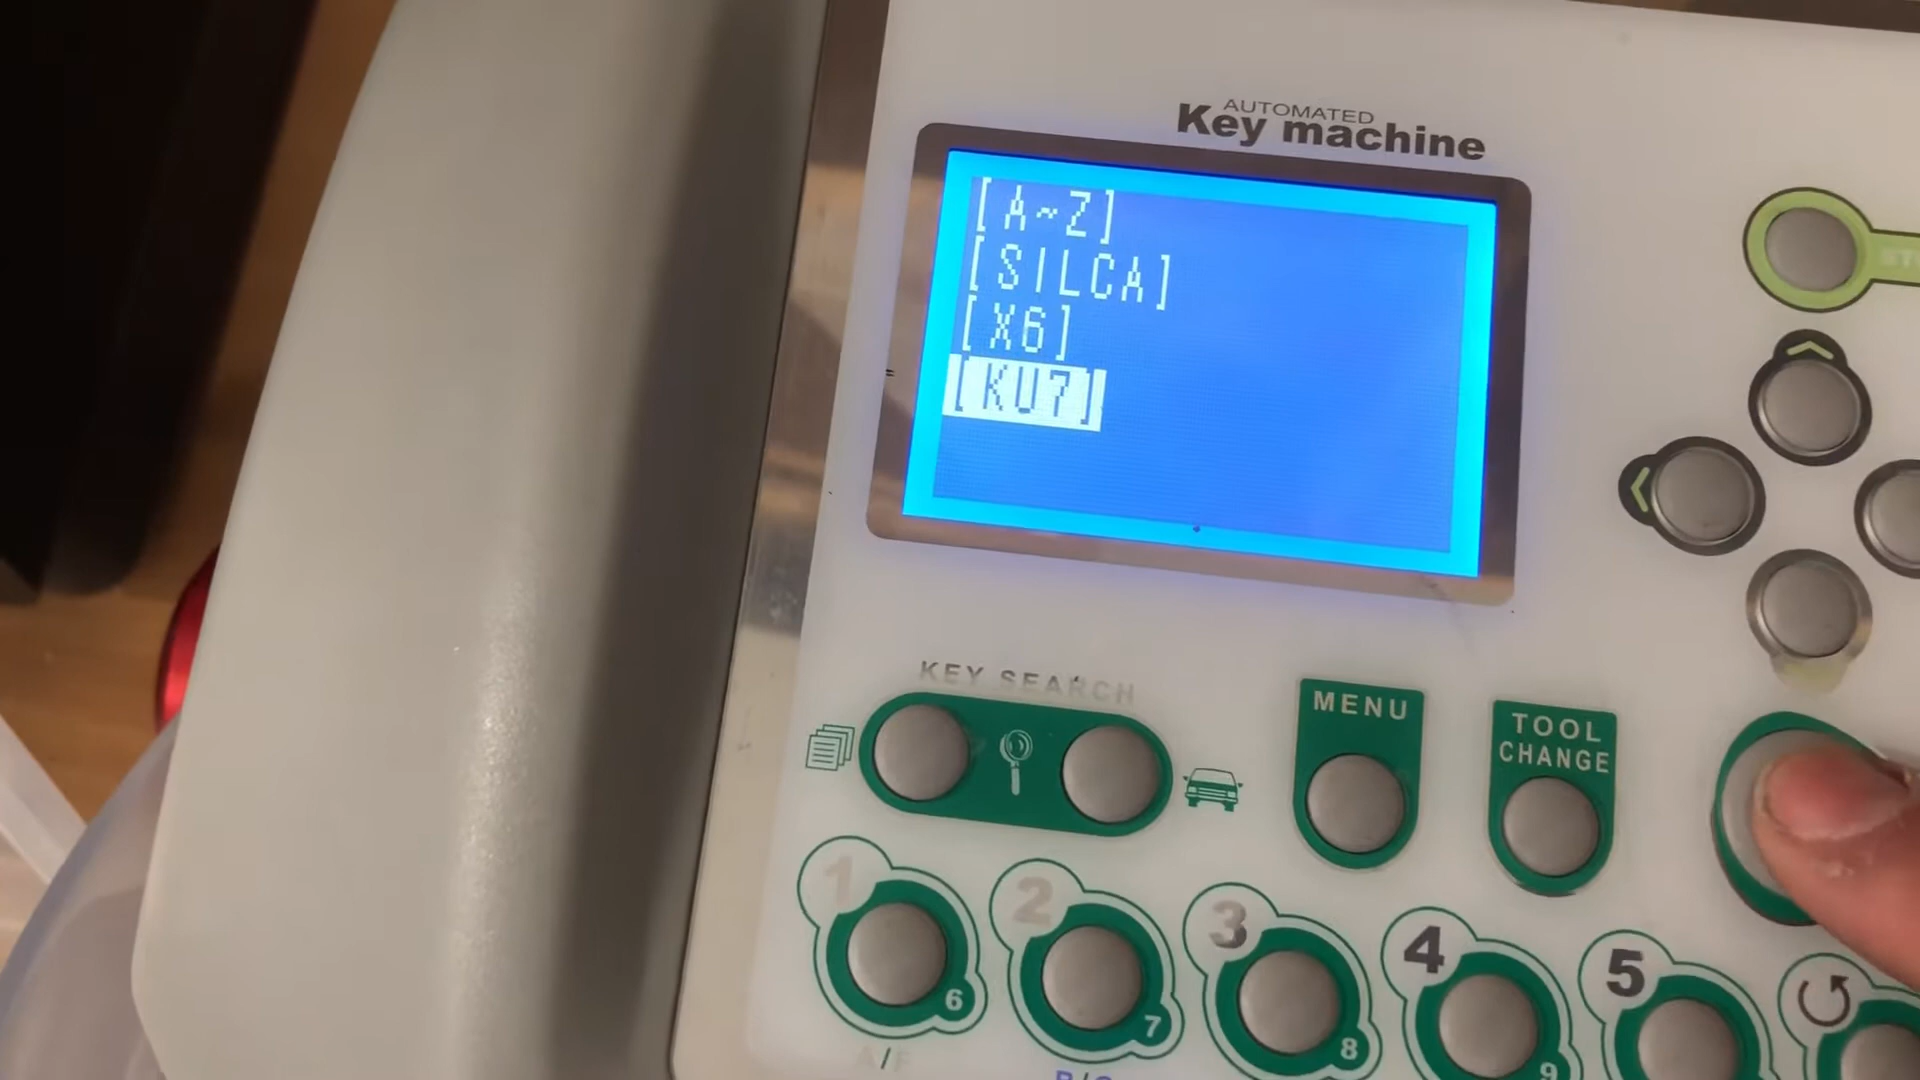 AUTOMATED
Key machine
[A~Z]
[SILCA]
[X6]
[KU7]
KEY SEARCH
MENU
TOOL
CHANGE
1
2
3
4
5
6
7
8
9